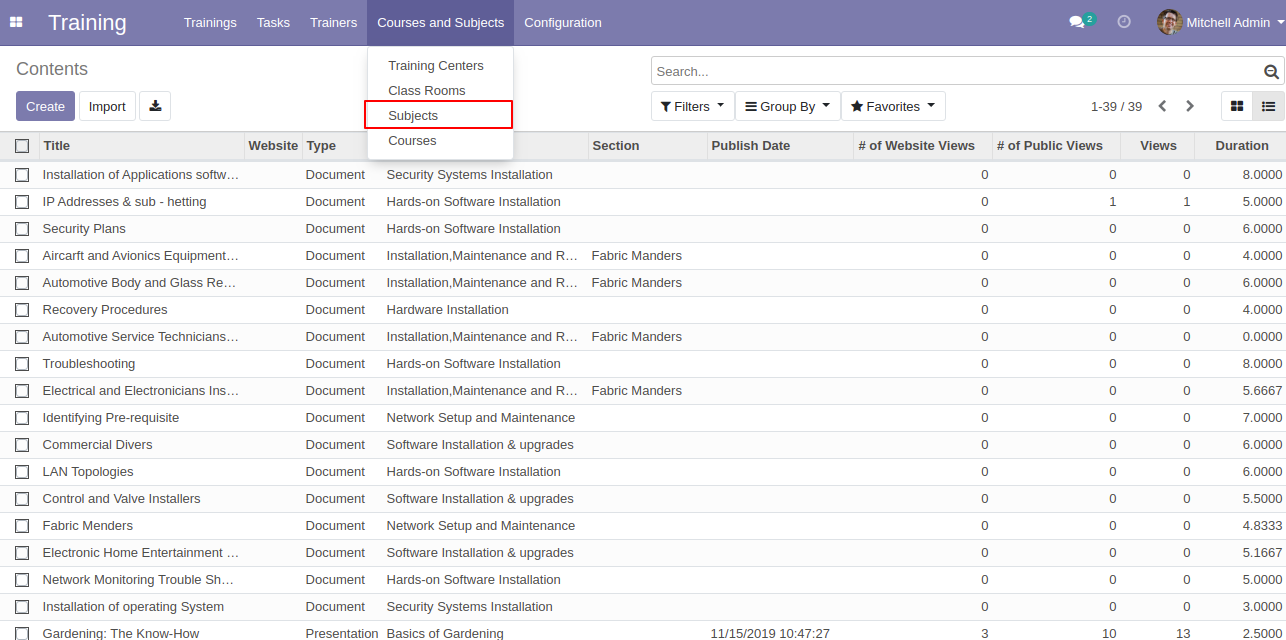 Training Trainings Tasks Trainers Courses and Subjects Configuration 2 Mitchell Admin
Contents
Training Centers
Class Rooms
Subjects
Courses
Search...
Create Import Filters Group By Favorites 1-39 / 39
Title Website Type Section Publish Date # of Website Views # of Public Views Views Duration
Installation of Applications softw… Document Security Systems Installation 0 0 0 8.0000
IP Addresses & sub - hetting Document Hands-on Software Installation 0 1 1 5.0000
Security Plans Document Hands-on Software Installation 0 0 0 6.0000
Aircarft and Avionics Equipment… Document Installation,Maintenance and R… Fabric Manders 0 0 0 4.0000
Automotive Body and Glass Re… Document Installation,Maintenance and R… Fabric Manders 0 0 0 6.0000
Recovery Procedures Document Hardware Installation 0 0 0 4.0000
Automotive Service Technicians… Document Installation,Maintenance and R… Fabric Manders 0 0 0 0.0000
Troubleshooting Document Hands-on Software Installation 0 0 0 8.0000
Electrical and Electronicians Ins… Document Installation,Maintenance and R… Fabric Manders 0 0 0 5.6667
Identifying Pre-requisite Document Network Setup and Maintenance 0 0 0 7.0000
Commercial Divers Document Software Installation & upgrades 0 0 0 6.0000
LAN Topologies Document Hands-on Software Installation 0 0 0 6.0000
Control and Valve Installers Document Software Installation & upgrades 0 0 0 5.5000
Fabric Menders Document Network Setup and Maintenance 0 0 0 4.8333
Electronic Home Entertainment … Document Software Installation & upgrades 0 0 0 5.1667
Network Monitoring Trouble Sh… Document Hands-on Software Installation 0 0 0 5.0000
Installation of operating System Document Security Systems Installation 0 0 0 3.0000
Gardening: The Know-How Presentation Basics of Gardening 11/15/2019 10:47:27 3 10 13 2.5000